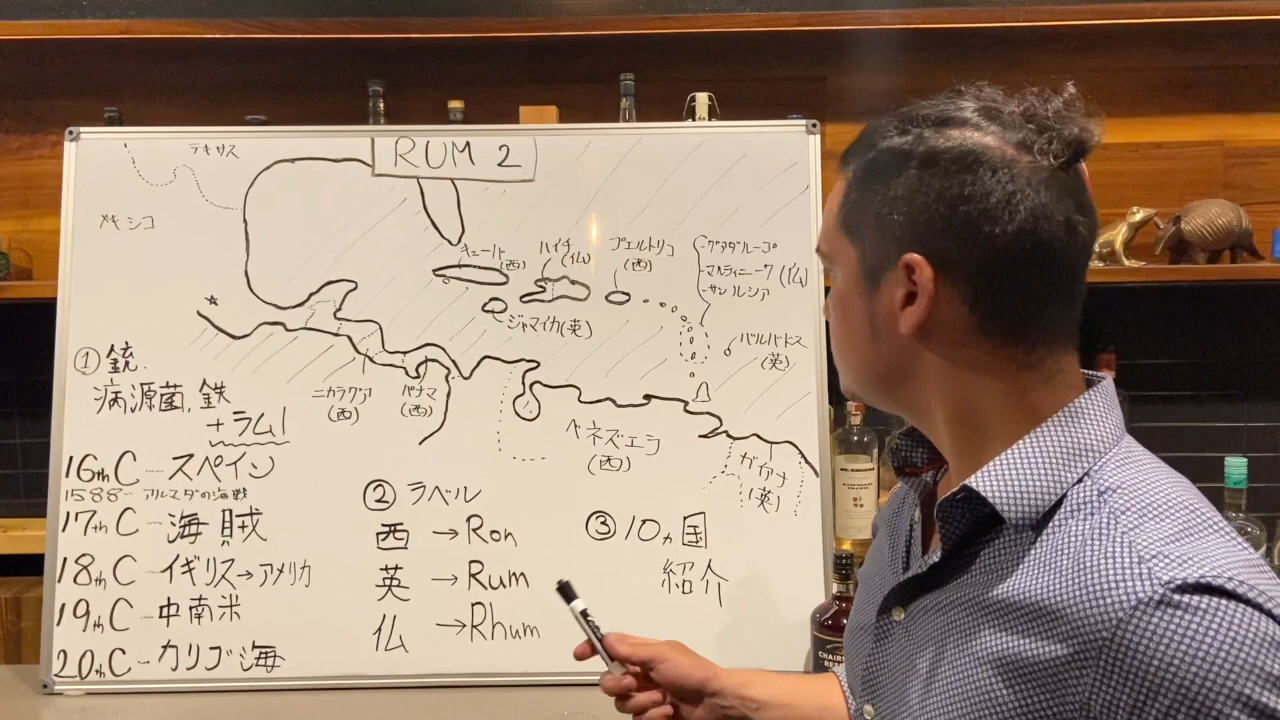 RUM 2
テキサス
メキシコ
キューバ
(西)
ハイチ
(仏)
プエルトリコ
(西)
-グアダループ
-マルティニーク (仏)
-サンルシア
ジャマイカ(英)
バルバドス
(英)
ニカラグア
(西)
パナマ
(西)
ベネズエラ
(西)
ガイアナ
(英)
① 銃.
病源菌, 鉄
+ラム!
16th C ... スペイン
1588 ... アルマダの海戦
17th C ... 海賊
18th C ... イギリス→アメリカ
19th C ... 中南米
20th C ... カリブ海
② ラベル
西 → Ron
英 → Rum
仏 → Rhum
③ 10ヵ国
紹介
CHAIR
RES